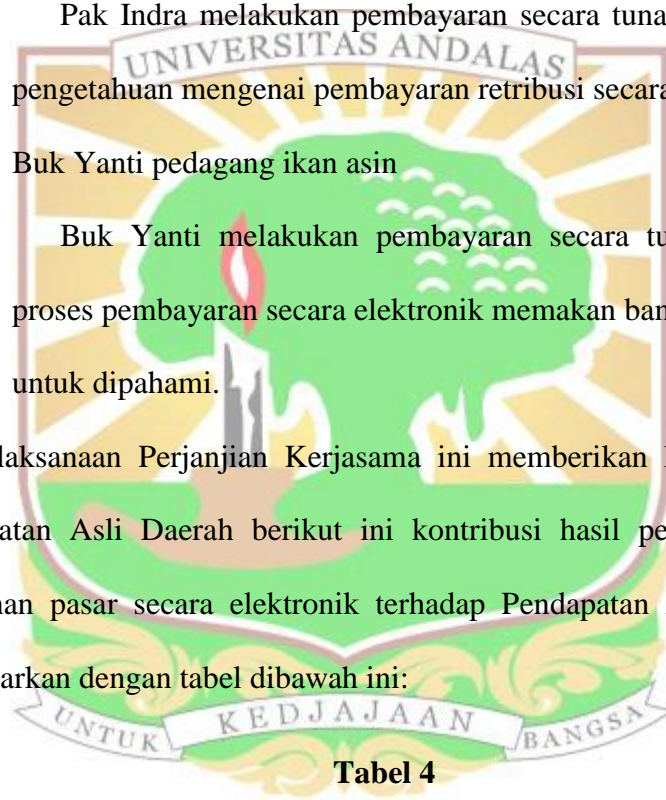 Pak Indra melakukan pembayaran secara tuna
UNIVERSITAS ANDALAS
pengetahuan mengenai pembayaran retribusi secara
Buk Yanti pedagang ikan asin
Buk Yanti melakukan pembayaran secara tu
proses pembayaran secara elektronik memakan ban
untuk dipahami.
laksanaan Perjanjian Kerjasama ini memberikan
atan Asli Daerah berikut ini kontribusi hasil pe
nan pasar secara elektronik terhadap Pendapatan
arkan dengan tabel dibawah ini:
UNTUK KEDJAJAAN BANGSA
Tabel 4